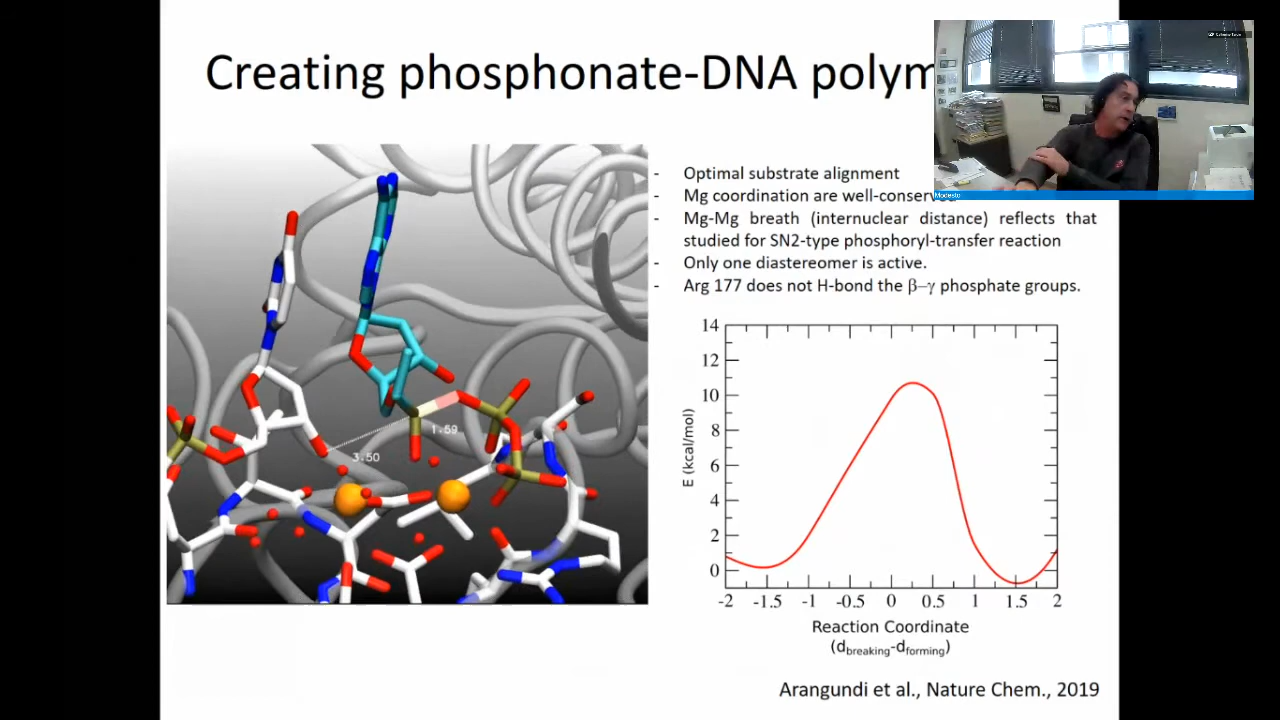 Creating phosphonate-DNA polym
- Optimal substrate alignment
- Mg coordination are well-conserve
- Mg-Mg breath (internuclear distance) reflects that
studied for SN2-type phosphoryl-transfer reaction
- Only one diastereomer is active.
- Arg 177 does not H-bond the β–γ phosphate groups.
Modesto
1.59
3.50
14
12
10
8
6
4
2
0
E (kcal/mol)
-2 -1.5 -1 -0.5 0 0.5 1 1.5 2
Reaction Coordinate
(dbreaking-dforming)
Arangundi et al., Nature Chem., 2019